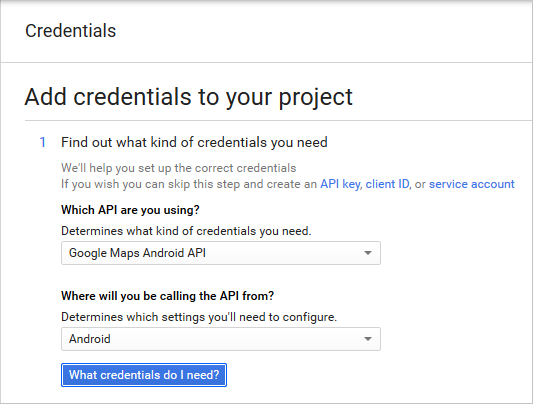 Credentials
Add credentials to your project
1 Find out what kind of credentials you need
We'll help you set up the correct credentials
If you wish you can skip this step and create an API key, client ID, or service account
Which API are you using?
Determines what kind of credentials you need.
Google Maps Android API
Where will you be calling the API from?
Determines which settings you'll need to configure.
Android
What credentials do I need?